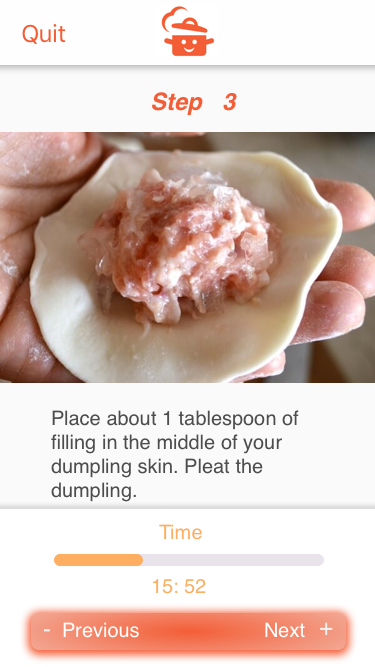 Quit
Step 3
Place about 1 tablespoon of
filling in the middle of your
dumpling skin. Pleat the
dumpling.
Time
15: 52
- Previous Next +